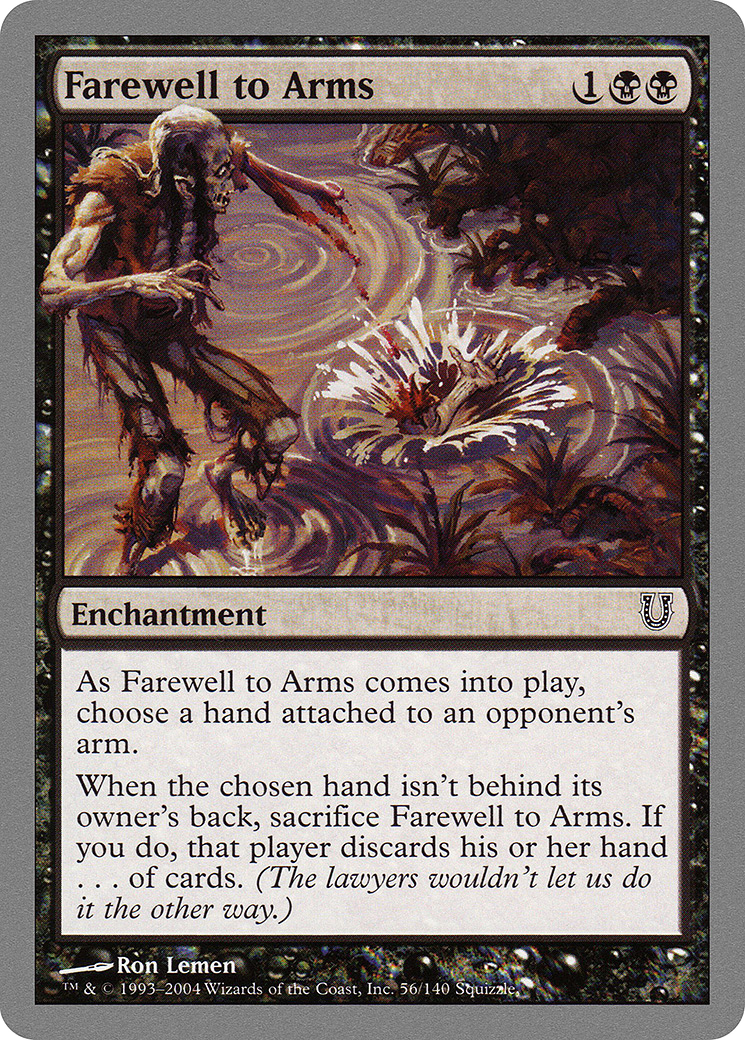 Farewell to Arms 1
Enchantment
As Farewell to Arms comes into play,
choose a hand attached to an opponent's
arm.
When the chosen hand isn't behind its
owner's back, sacrifice Farewell to Arms. If
you do, that player discards his or her hand
. . . of cards. (The lawyers wouldn't let us do
it the other way.)
Ron Lemen
™ & © 1993–2004 Wizards of the Coast, Inc. 56/140 Squizzle.